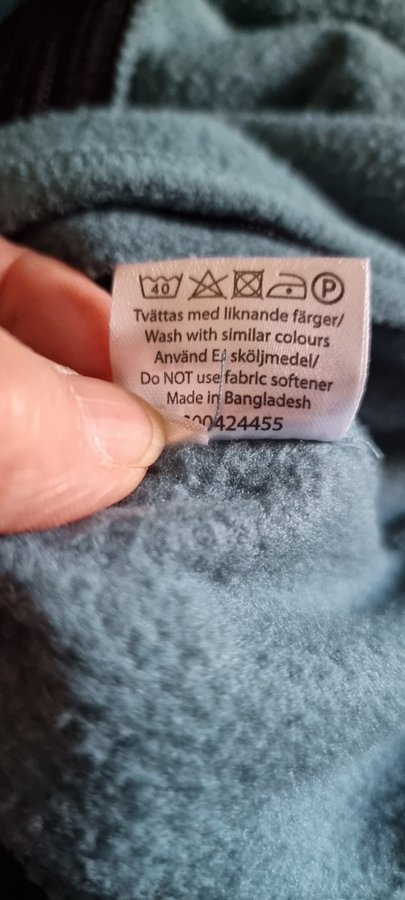 40 P
Tvättas med liknande färger/
Wash with similar colours
Använd EJ sköljmedel/
Do NOT use fabric softener
Made in Bangladesh
00424455